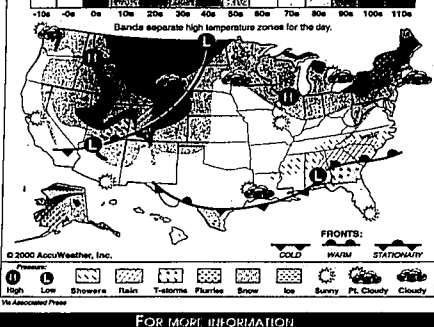 -10s -0s 0s 10s 20s 30s 40s 50s 60s 70s 80s 90s 100s 110s
Bands separate high temperature zones for the day.
L
H
H
L
L
FRONTS:
© 2000 AccuWeather, Inc.
COLD WARM STATIONARY
Pressure:
H L
High Low Showers Rain T-storms Flurries Snow Ice Sunny Pt. Cloudy Cloudy
Via Associated Press
FOR MORE INFORMATION